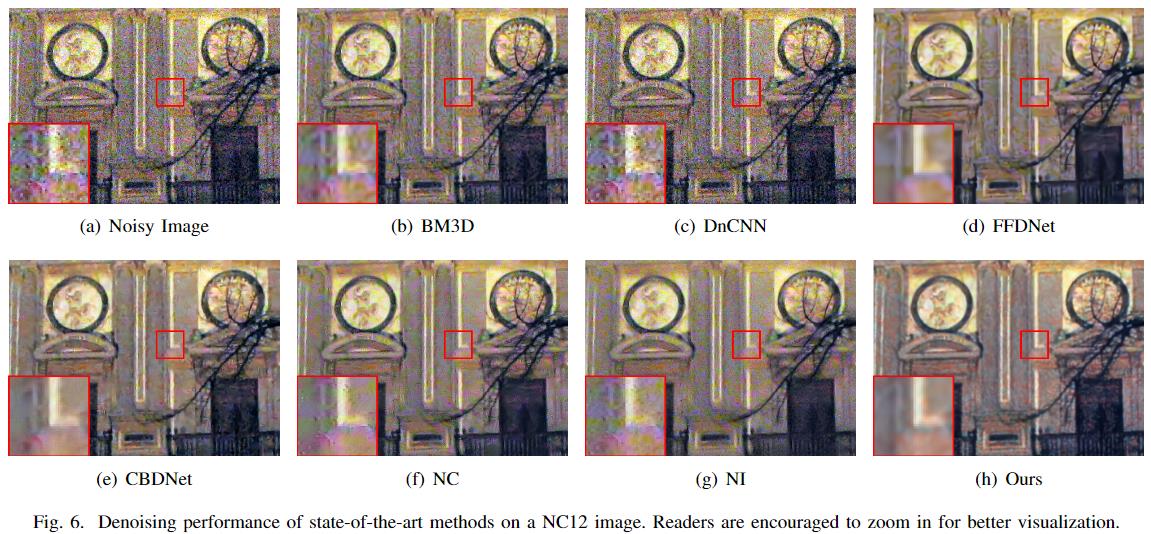 (a) Noisy Image
(b) BM3D
(c) DnCNN
(d) FFDNet
(e) CBDNet
(f) NC
(g) NI
(h) Ours
Fig. 6. Denoising performance of state-of-the-art methods on a NC12 image. Readers are encouraged to zoom in for better visualization.